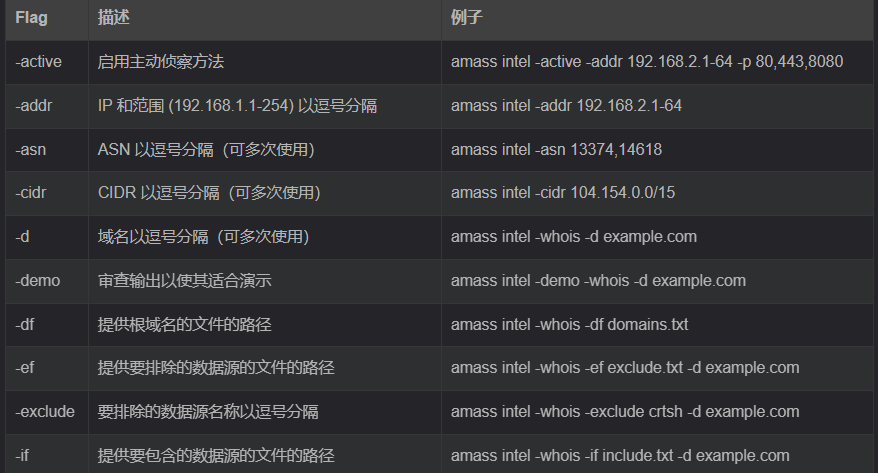 Flag 描述 例子
-active 启用主动侦察方法 amass intel -active -addr 192.168.2.1-64 -p 80,443,8080
-addr IP 和范围 (192.168.1.1-254) 以逗号分隔 amass intel -addr 192.168.2.1-64
-asn ASN 以逗号分隔（可多次使用） amass intel -asn 13374,14618
-cidr CIDR 以逗号分隔（可多次使用） amass intel -cidr 104.154.0.0/15
-d 域名以逗号分隔（可多次使用） amass intel -whois -d example.com
-demo 审查输出以使其适合演示 amass intel -demo -whois -d example.com
-df 提供根域名的文件的路径 amass intel -whois -df domains.txt
-ef 提供要排除的数据源的文件的路径 amass intel -whois -ef exclude.txt -d example.com
-exclude 要排除的数据源名称以逗号分隔 amass intel -whois -exclude crtsh -d example.com
-if 提供要包含的数据源的文件的路径 amass intel -whois -if include.txt -d example.com